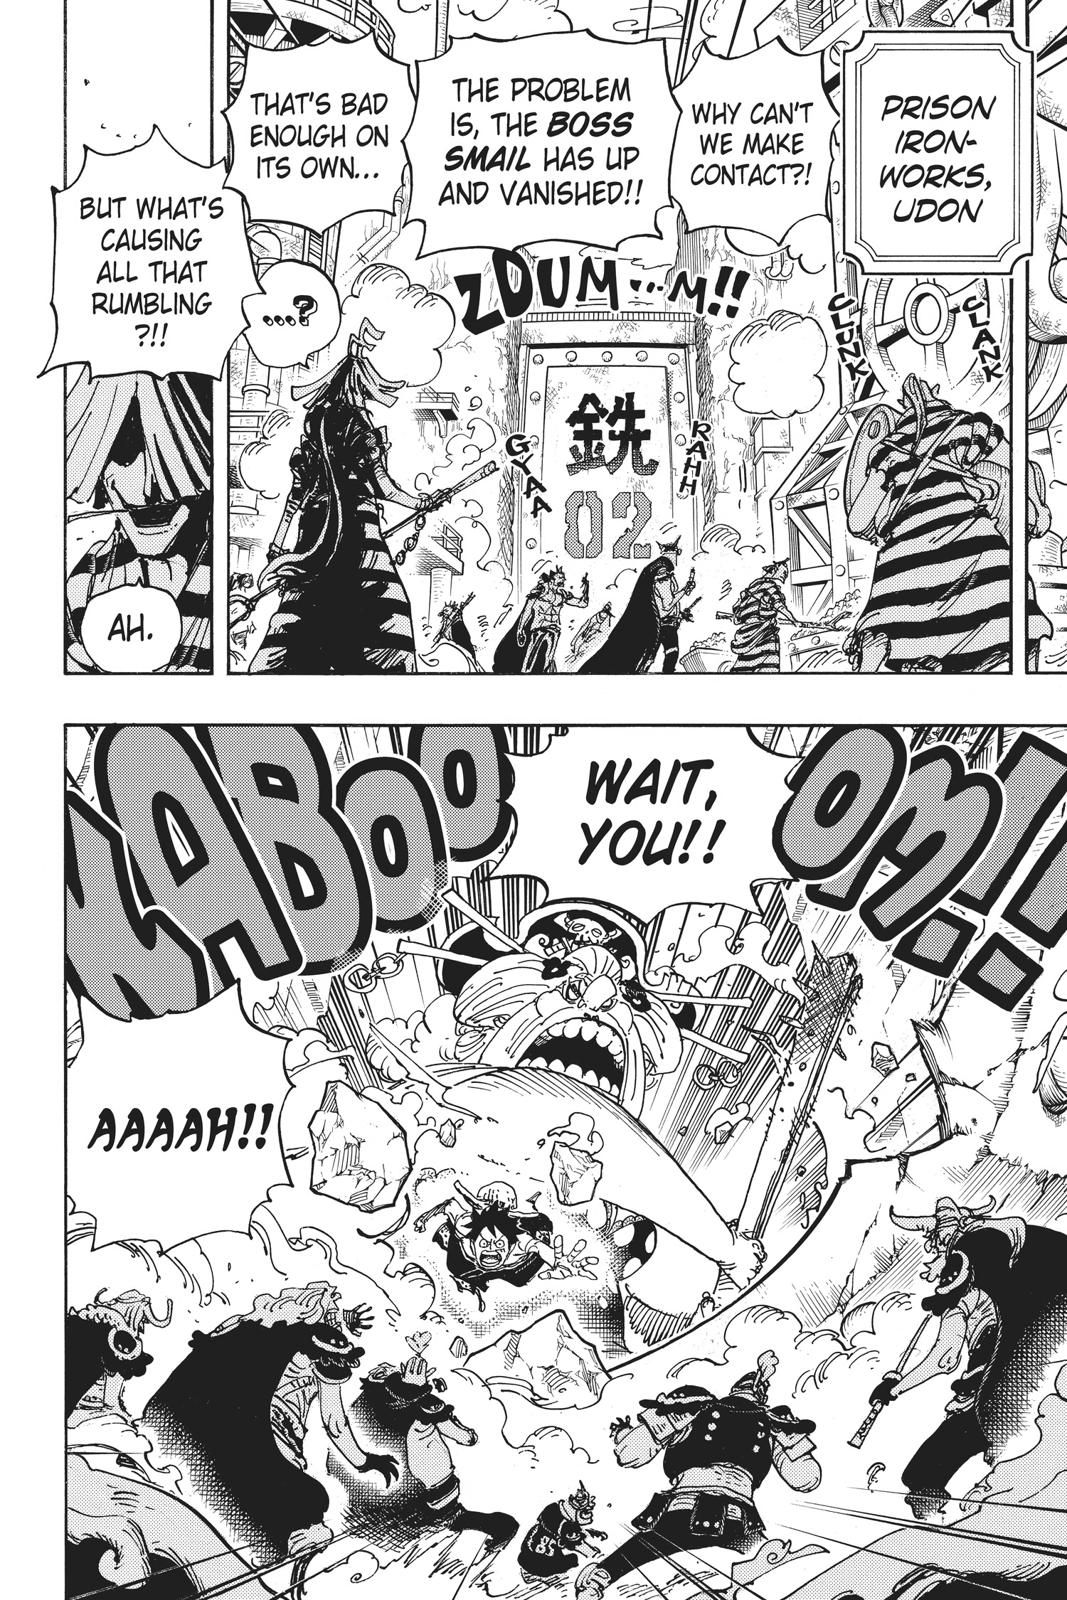 PRISON
IRON-
WORKS,
UDON
WHY CAN'T
WE MAKE
CONTACT?!
THE PROBLEM
IS, THE BOSS
SMAIL HAS UP
AND VANISHED!!
THAT'S BAD
ENOUGH ON
ITS OWN...
CLANK
CLUNK
ZDUM...M!!
RAHH
GYAA
銃
02
....?
BUT WHAT'S
CAUSING
ALL THAT
RUMBLING
?!!
AH.
KABOOOM!!
WAIT,
YOU!!
AAAAH!!